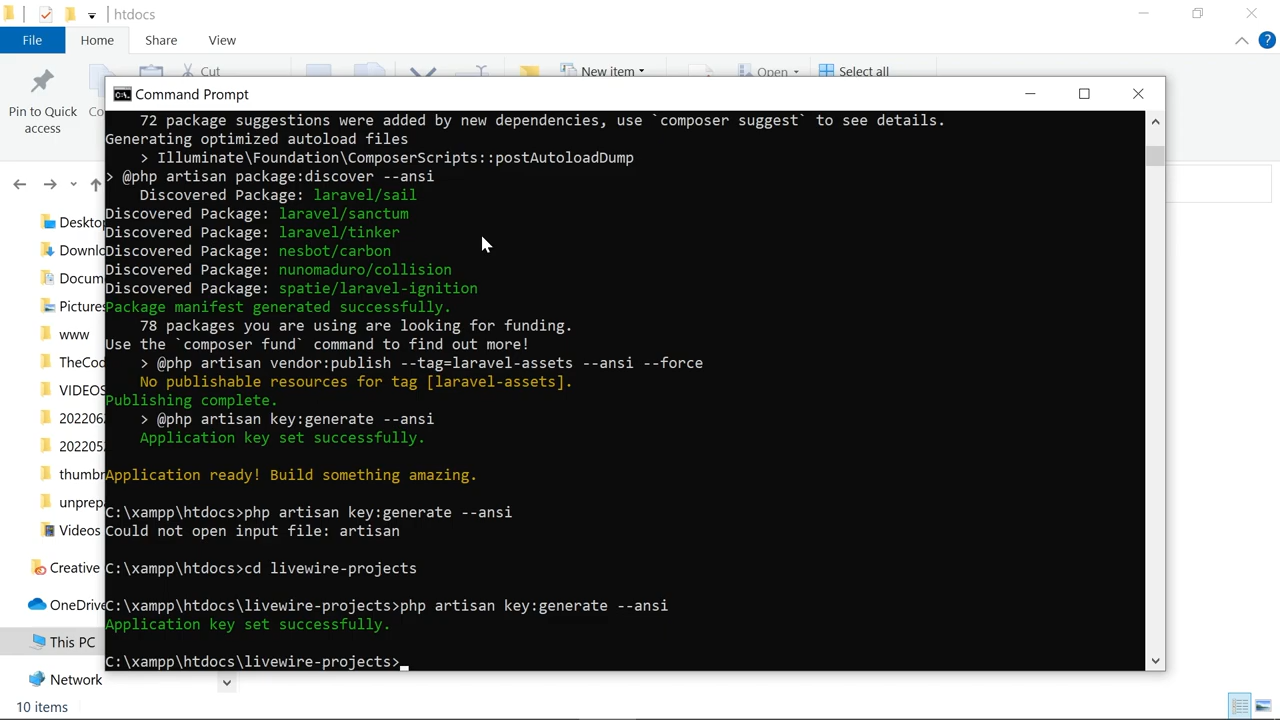 htdocs
File Home Share View
Cut New item Open Select all
Pin to Quick access
Command Prompt
72 package suggestions were added by new dependencies, use `composer suggest` to see details.
Generating optimized autoload files
> Illuminate\Foundation\ComposerScripts::postAutoloadDump
> @php artisan package:discover --ansi
Discovered Package: laravel/sail
Discovered Package: laravel/sanctum
Discovered Package: laravel/tinker
Discovered Package: nesbot/carbon
Discovered Package: nunomaduro/collision
Discovered Package: spatie/laravel-ignition
Package manifest generated successfully.
78 packages you are using are looking for funding.
Use the `composer fund` command to find out more!
> @php artisan vendor:publish --tag=laravel-assets --ansi --force
No publishable resources for tag [laravel-assets].
Publishing complete.
> @php artisan key:generate --ansi
Application key set successfully.
Application ready! Build something amazing.
C:\xampp\htdocs>php artisan key:generate --ansi
Could not open input file: artisan
C:\xampp\htdocs>cd livewire-projects
C:\xampp\htdocs\livewire-projects>php artisan key:generate --ansi
Application key set successfully.
C:\xampp\htdocs\livewire-projects>
Deskto
Downlo
Docum
Pictures
www
TheCod
VIDEOS
202206
202205
thumbn
unprep
Videos
Creative
OneDrive
This PC
Network
10 items